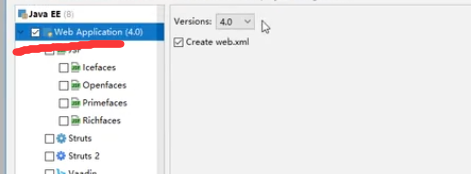 Java EE (8)
Web Application (4.0)
Icefaces
Openfaces
Primefaces
Richfaces
Struts
Struts 2
Versions: 4.0
Create web.xml